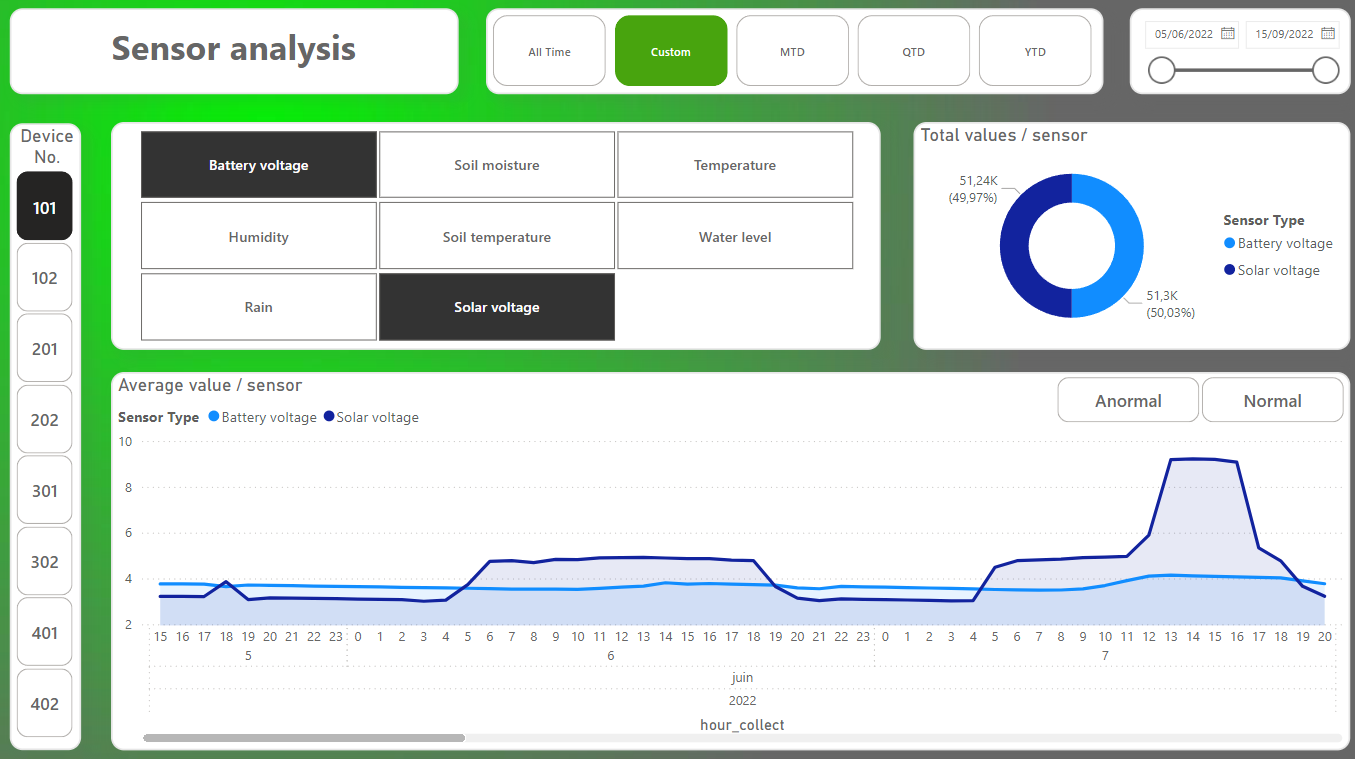 Sensor analysis
All Time
Custom
MTD
QTD
YTD
05/06/2022
15/09/2022
Device
No.
101
102
201
202
301
302
401
402
Battery voltage
Soil moisture
Temperature
Humidity
Soil temperature
Water level
Rain
Solar voltage
Total values / sensor
51,24K
(49,97%)
51,3K
(50,03%)
Sensor Type
Battery voltage
Solar voltage
Average value / sensor
Anormal
Normal
Sensor Type Battery voltage Solar voltage
10
8
6
4
2
15 16 17 18 19 20 21 22 23 0 1 2 3 4 5 6 7 8 9 10 11 12 13 14 15 16 17 18 19 20 21 22 23 0 1 2 3 4 5 6 7 8 9 10 11 12 13 14 15 16 17 18 19 20
5 6 7
juin
2022
hour_collect